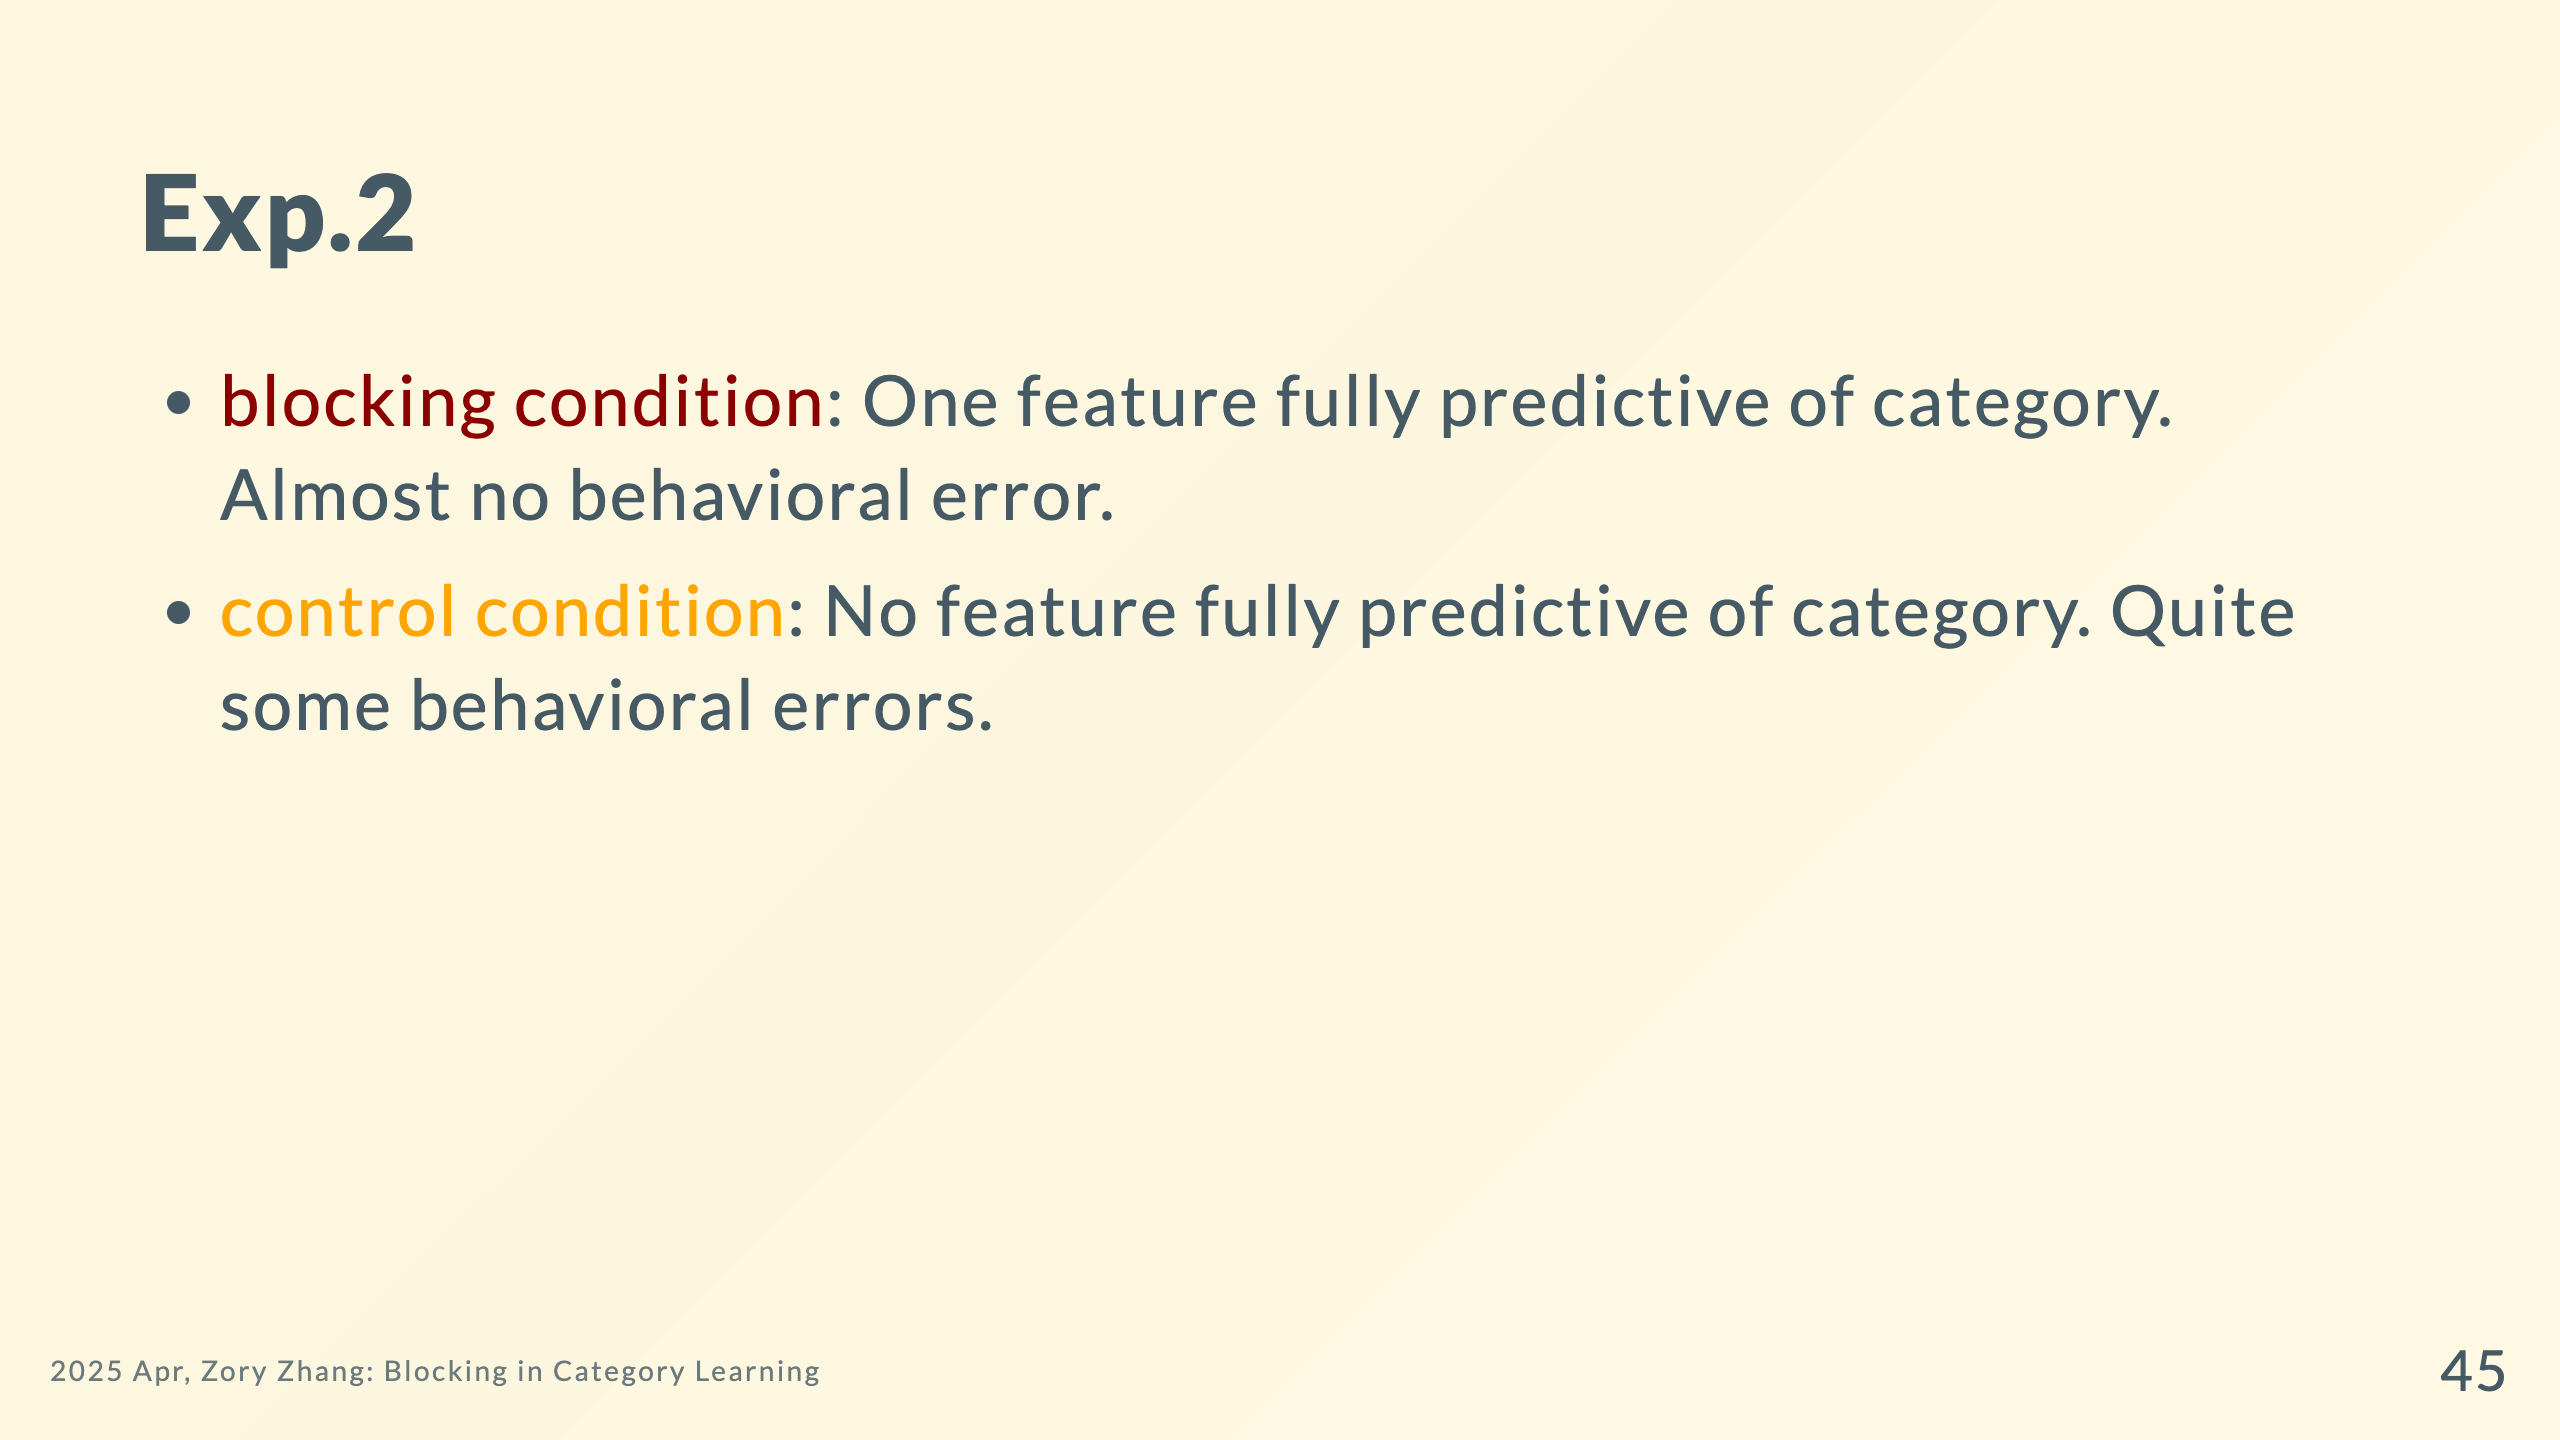 Exp.2
• blocking condition: One feature fully predictive of category.
Almost no behavioral error.
• control condition: No feature fully predictive of category. Quite
some behavioral errors.
2025 Apr, Zory Zhang: Blocking in Category Learning
45